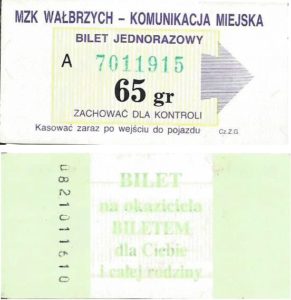 MZK WAŁBRZYCH - KOMUNIKACJA MIEJSKA
BILET JEDNORAZOWY
A 7011915
65 gr
ZACHOWAĆ DLA KONTROLI
Kasować zaraz po wejściu do pojazdu Cz.Z.G.
0821011610
BILET
na okaziciela
BILETEM
dla Ciebie
i całej rodziny